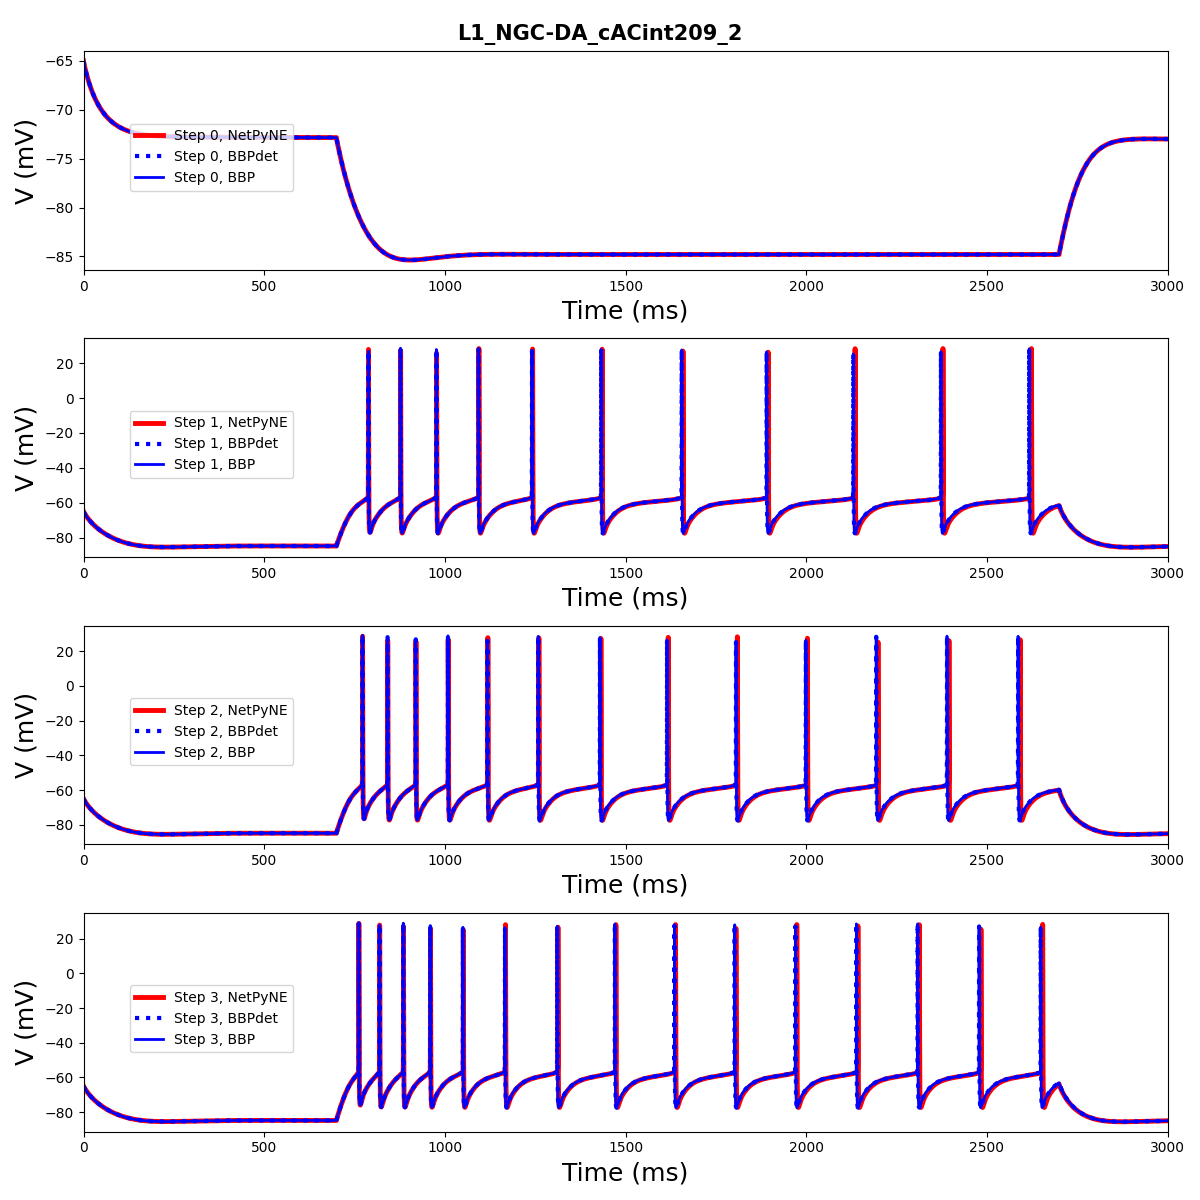 L1_NGC-DA_cACint209_2
−65
−70
−75
−80
−85
V (mV)
Step 0, NetPyNE
Step 0, BBPdet
Step 0, BBP
0 500 1000 1500 2000 2500 3000
Time (ms)
20
0
−20
−40
−60
−80
V (mV)
Step 1, NetPyNE
Step 1, BBPdet
Step 1, BBP
0 500 1000 1500 2000 2500 3000
Time (ms)
20
0
−20
−40
−60
−80
V (mV)
Step 2, NetPyNE
Step 2, BBPdet
Step 2, BBP
0 500 1000 1500 2000 2500 3000
Time (ms)
20
0
−20
−40
−60
−80
V (mV)
Step 3, NetPyNE
Step 3, BBPdet
Step 3, BBP
0 500 1000 1500 2000 2500 3000
Time (ms)